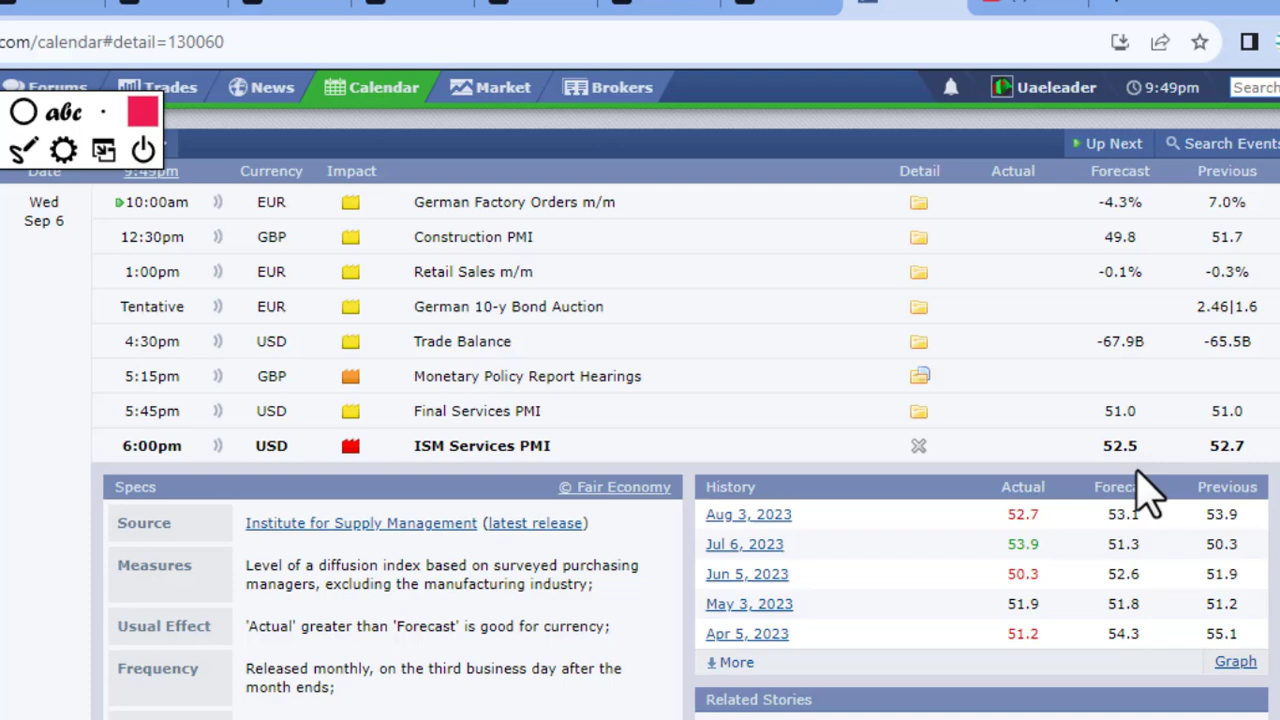 com/calendar#detail=130060
Forums Trades News Calendar Market Brokers Uaeleader 9:49pm Search
abc
Up Next Search Events
Date 9:49pm Currency Impact Detail Actual Forecast Previous
Wed
Sep 6
10:00am EUR German Factory Orders m/m -4.3% 7.0%
12:30pm GBP Construction PMI 49.8 51.7
1:00pm EUR Retail Sales m/m -0.1% -0.3%
Tentative EUR German 10-y Bond Auction 2.46|1.6
4:30pm USD Trade Balance -67.9B -65.5B
5:15pm GBP Monetary Policy Report Hearings
5:45pm USD Final Services PMI 51.0 51.0
6:00pm USD ISM Services PMI 52.5 52.7
Specs © Fair Economy
Source Institute for Supply Management (latest release)
Measures Level of a diffusion index based on surveyed purchasing
managers, excluding the manufacturing industry;
Usual Effect 'Actual' greater than 'Forecast' is good for currency;
Frequency Released monthly, on the third business day after the
month ends;
History Actual Forec Previous
Aug 3, 2023 52.7 53.1 53.9
Jul 6, 2023 53.9 51.3 50.3
Jun 5, 2023 50.3 52.6 51.9
May 3, 2023 51.9 51.8 51.2
Apr 5, 2023 51.2 54.3 55.1
More Graph
Related Stories